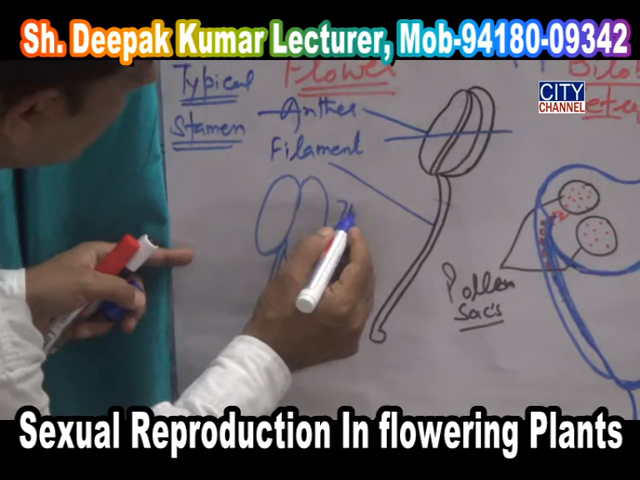 Sh. Deepak Kumar Lecturer, Mob-94180-09342
Typical
Stamen
Flower
Anther
Filament
CITY
CHANNEL
Pollen
Sac's
Sexual Reproduction In flowering Plants